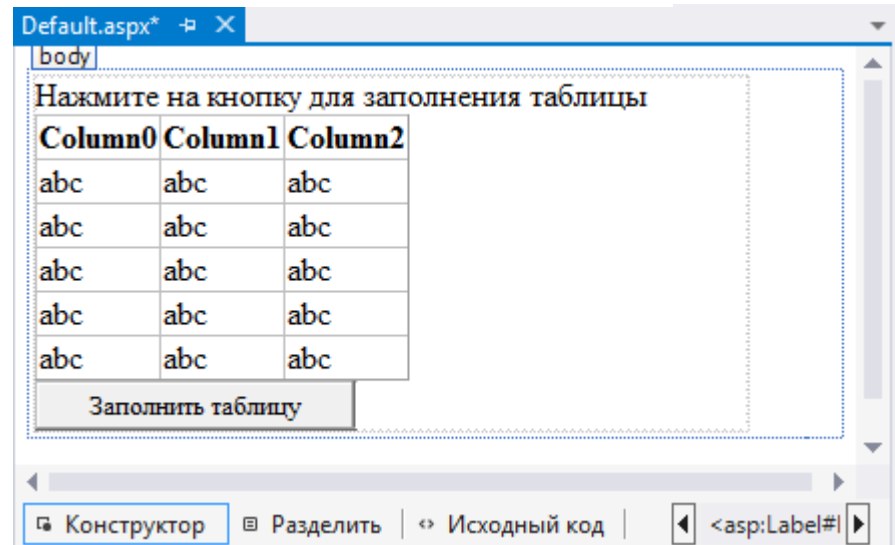 Default.aspx*
body
Нажмите на кнопку для заполнения таблицы
Column0 Column1 Column2
abc abc abc
abc abc abc
abc abc abc
abc abc abc
abc abc abc
Заполнить таблицу
Конструктор Разделить Исходный код <asp:Label#l